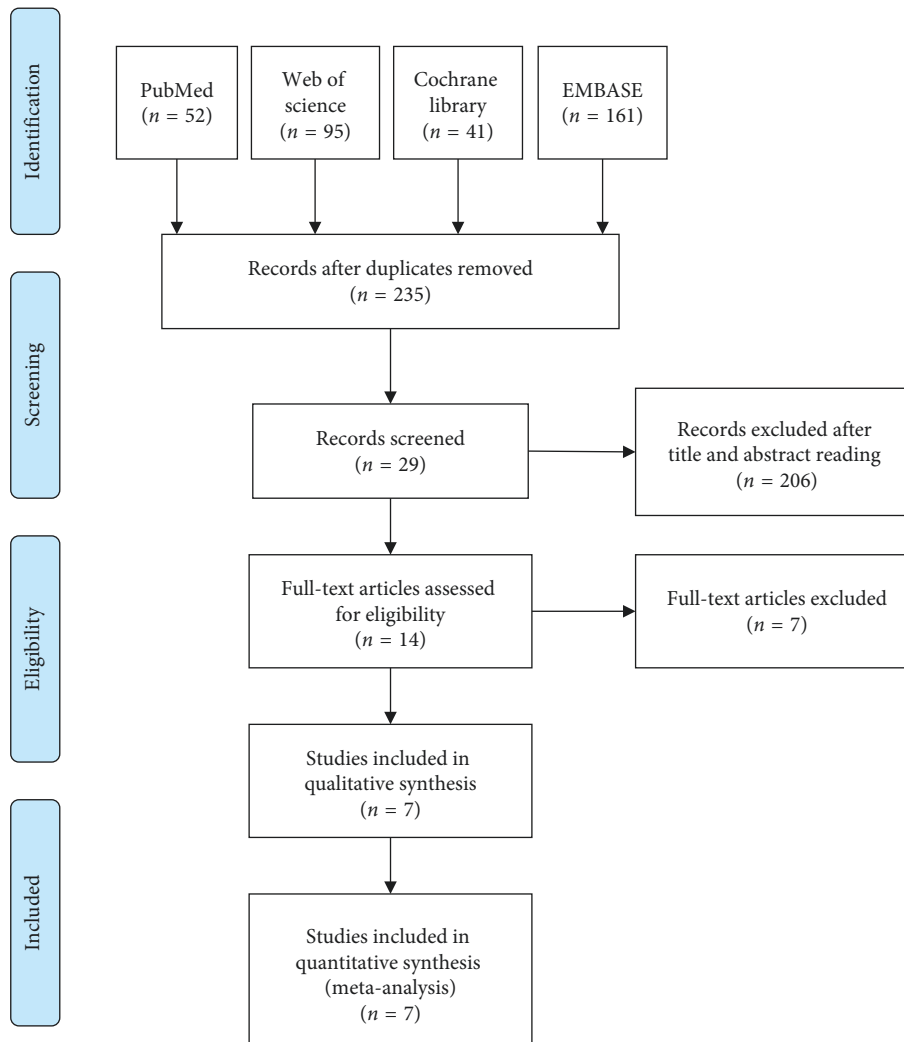 Identification
PubMed
(n = 52)
Web of
science
(n = 95)
Cochrane
library
(n = 41)
EMBASE
(n = 161)
Records after duplicates removed
(n = 235)
Screening
Records screened
(n = 29)
Records excluded after
title and abstract reading
(n = 206)
Eligibility
Full-text articles assessed
for eligibility
(n = 14)
Full-text articles excluded
(n = 7)
Studies included in
qualitative synthesis
(n = 7)
Included
Studies included in
quantitative synthesis
(meta-analysis)
(n = 7)